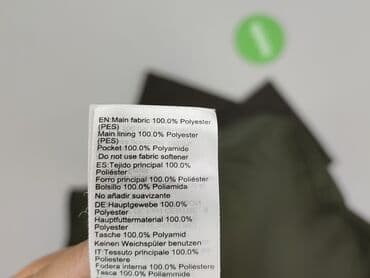 EN:Main fabric 100.0% Polyester
(PES)
Main lining 100.0% Polyester
(PES)
Pocket 100.0% Polyamide
Do not use fabric softener
ES:Tejido principal 100.0%
Poliéster
Forro principal 100.0% Poliéster
Bolsillo 100.0% Poliamida
No añadir suavizante
DE:Hauptgewebe 100.0%
Polyester
Hauptfüttermaterial 100.0%
Polyester
Tasche 100.0% Polyamid
Keinen Weichspüler benutzen
IT:Tessuto principale 100.0%
Poliestere
Fodera interna 100.0% Poliestere
Tasca 100.0% Poliammide